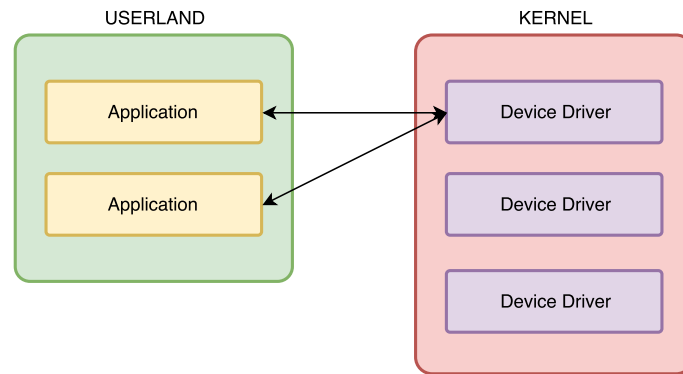 USERLAND
KERNEL
Application
Device Driver
Application
Device Driver
Device Driver